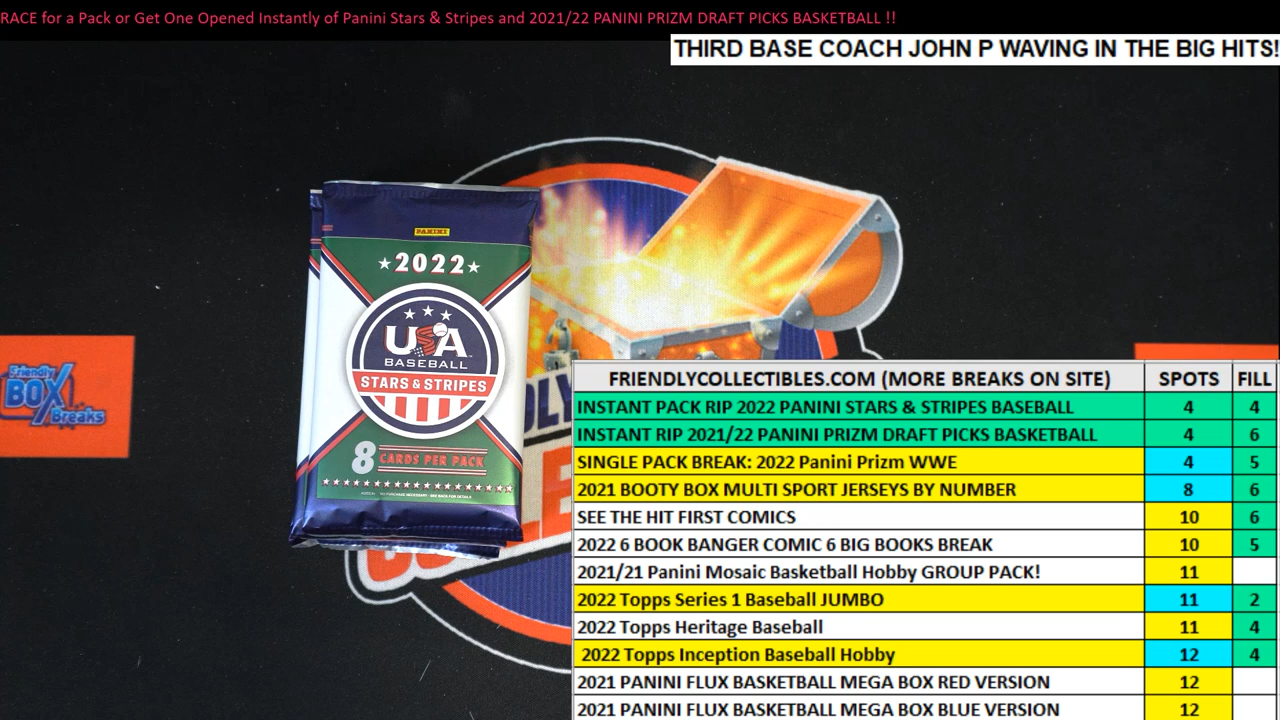 RACE for a Pack or Get One Opened Instantly of Panini Stars & Stripes and 2021/22 PANINI PRIZM DRAFT PICKS BASKETBALL !!
THIRD BASE COACH JOHN P WAVING IN THE BIG HITS!
PANINI
2022
USA
BASEBALL
STARS & STRIPES
8 CARDS PER PACK
Friendly
BOX
Breaks
FRIENDLYCOLLECTIBLES.COM (MORE BREAKS ON SITE) SPOTS FILL
INSTANT PACK RIP 2022 PANINI STARS & STRIPES BASEBALL 4 4
INSTANT RIP 2021/22 PANINI PRIZM DRAFT PICKS BASKETBALL 4 6
SINGLE PACK BREAK: 2022 Panini Prizm WWE 4 5
2021 BOOTY BOX MULTI SPORT JERSEYS BY NUMBER 8 6
SEE THE HIT FIRST COMICS 10 6
2022 6 BOOK BANGER COMIC 6 BIG BOOKS BREAK 10 5
2021/21 Panini Mosaic Basketball Hobby GROUP PACK! 11
2022 Topps Series 1 Baseball JUMBO 11 2
2022 Topps Heritage Baseball 11 4
2022 Topps Inception Baseball Hobby 12 4
2021 PANINI FLUX BASKETBALL MEGA BOX RED VERSION 12
2021 PANINI FLUX BASKETBALL MEGA BOX BLUE VERSION 12